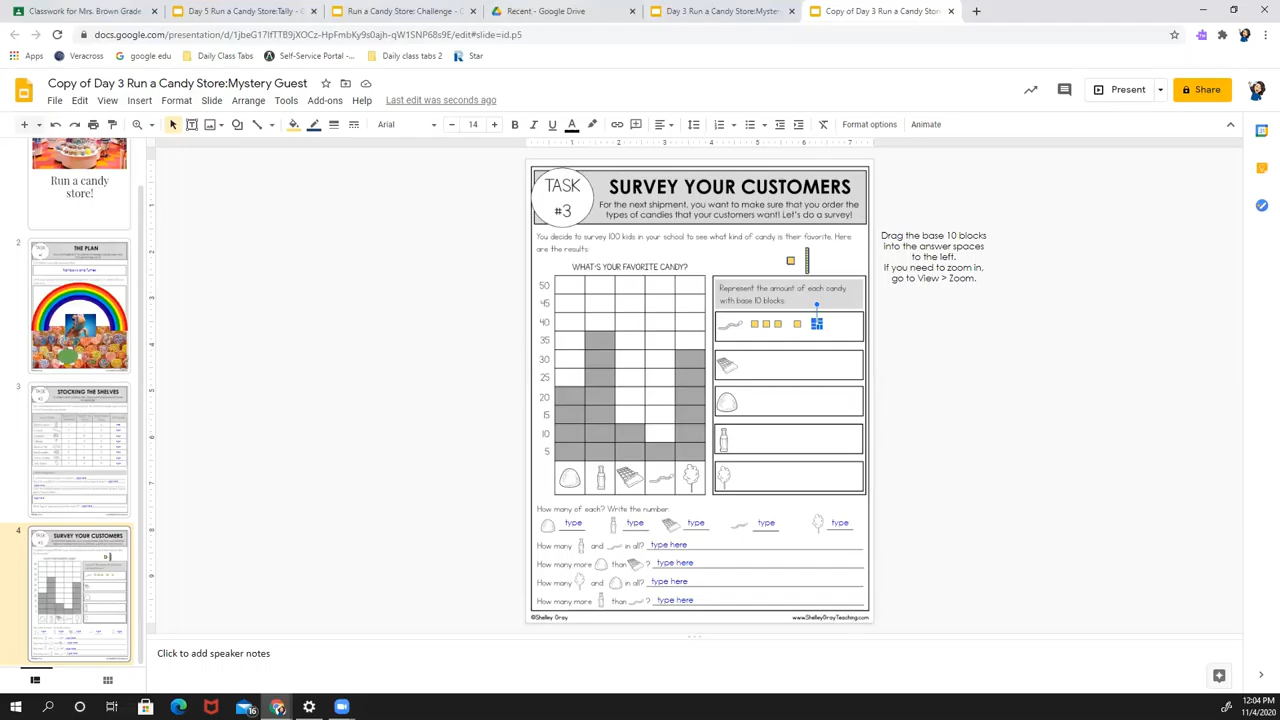 Classwork for Mrs. Brown Grade
Day 5 Run a Candy Store:Tally -
Run a Candy Store: Challenge -
Recent - Google Drive
Day 3 Run a Candy Store:Myster
Copy of Day 3 Run a Candy Store
docs.google.com/presentation/d/1jbeG17lfTTB9jXOCz-HpFmbKy9s0ajh-qW1SNP68s9E/edit#slide=id.p5
Apps
Veracross
google edu
Daily Class Tabs
Self-Service Portal -...
Daily class tabs 2
Star
Copy of Day 3 Run a Candy Store:Mystery Guest
File Edit View Insert Format Slide Arrange Tools Add-ons Help Last edit was seconds ago
Present
Share
Arial
14
Format options
Animate
Run a candy
store!
2
THE PLAN
3
STOCKING THE SHELVES
4
SURVEY YOUR CUSTOMERS
1 2 3 4 5 6 7
TASK
#3
SURVEY YOUR CUSTOMERS
For the next shipment, you want to make sure that you order the
types of candies that your customers want! Let's do a survey!
You decide to survey 100 kids in your school to see what kind of candy is their favorite. Here
are the results:
WHAT'S YOUR FAVORITE CANDY?
50
45
40
35
30
25
20
15
10
5
Represent the amount of each candy
with base 10 blocks:
Drag the base 10 blocks
into the answer spaces
to the left.
If you need to zoom in,
go to View > Zoom.
How many of each? Write the number.
type type type type type
How many and in all? type here
How many more than ? type here
How many and in all? type here
How many more than ? type here
©Shelley Gray
www.ShelleyGrayTeaching.com
Click to add speaker notes
12:04 PM
11/4/2020